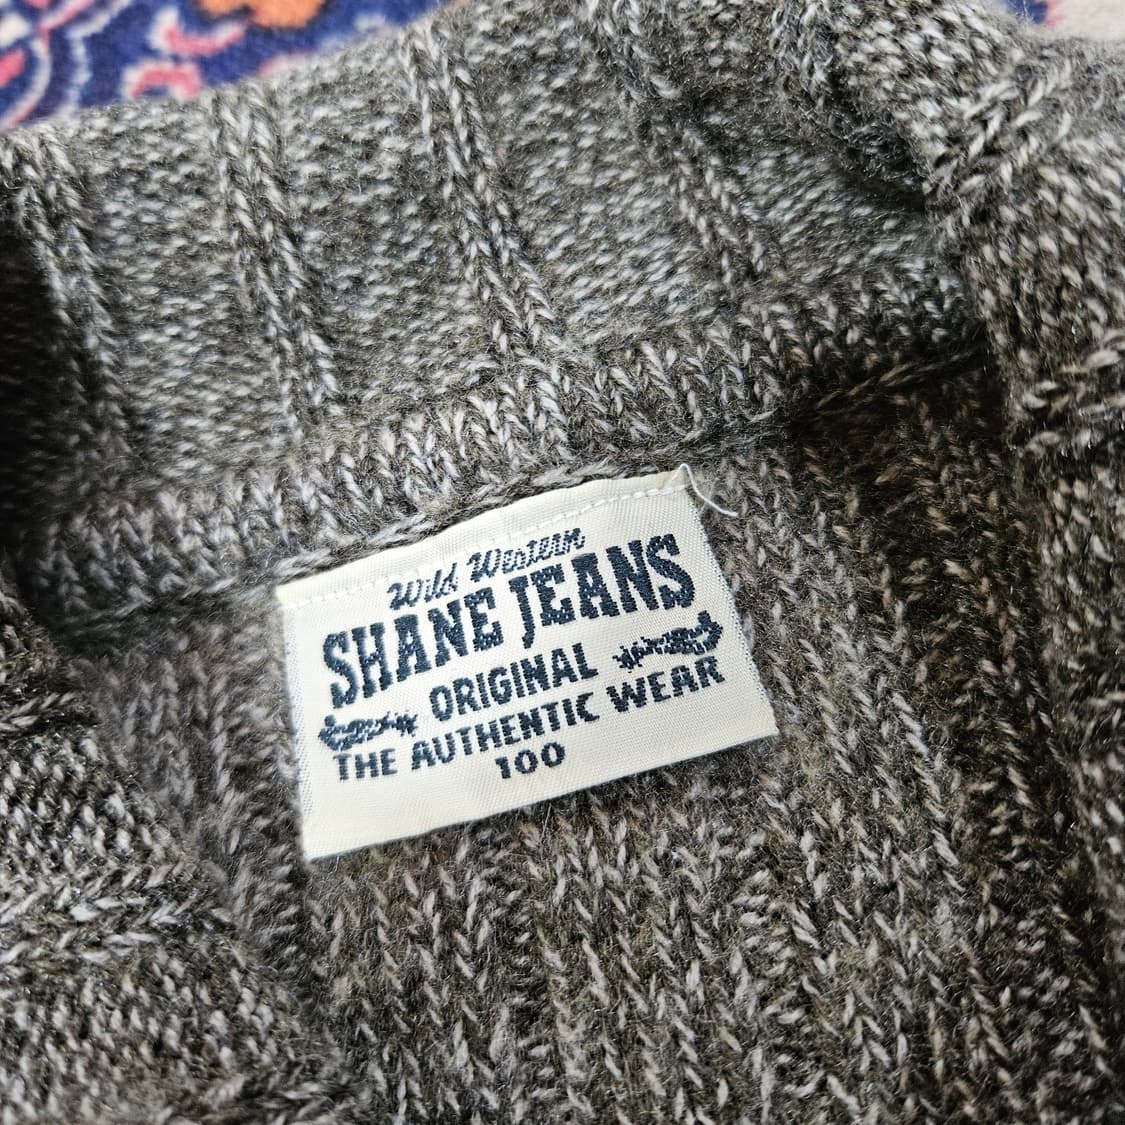 Wild Western
SHANE JEANS
ORIGINAL
THE AUTHENTIC WEAR
100